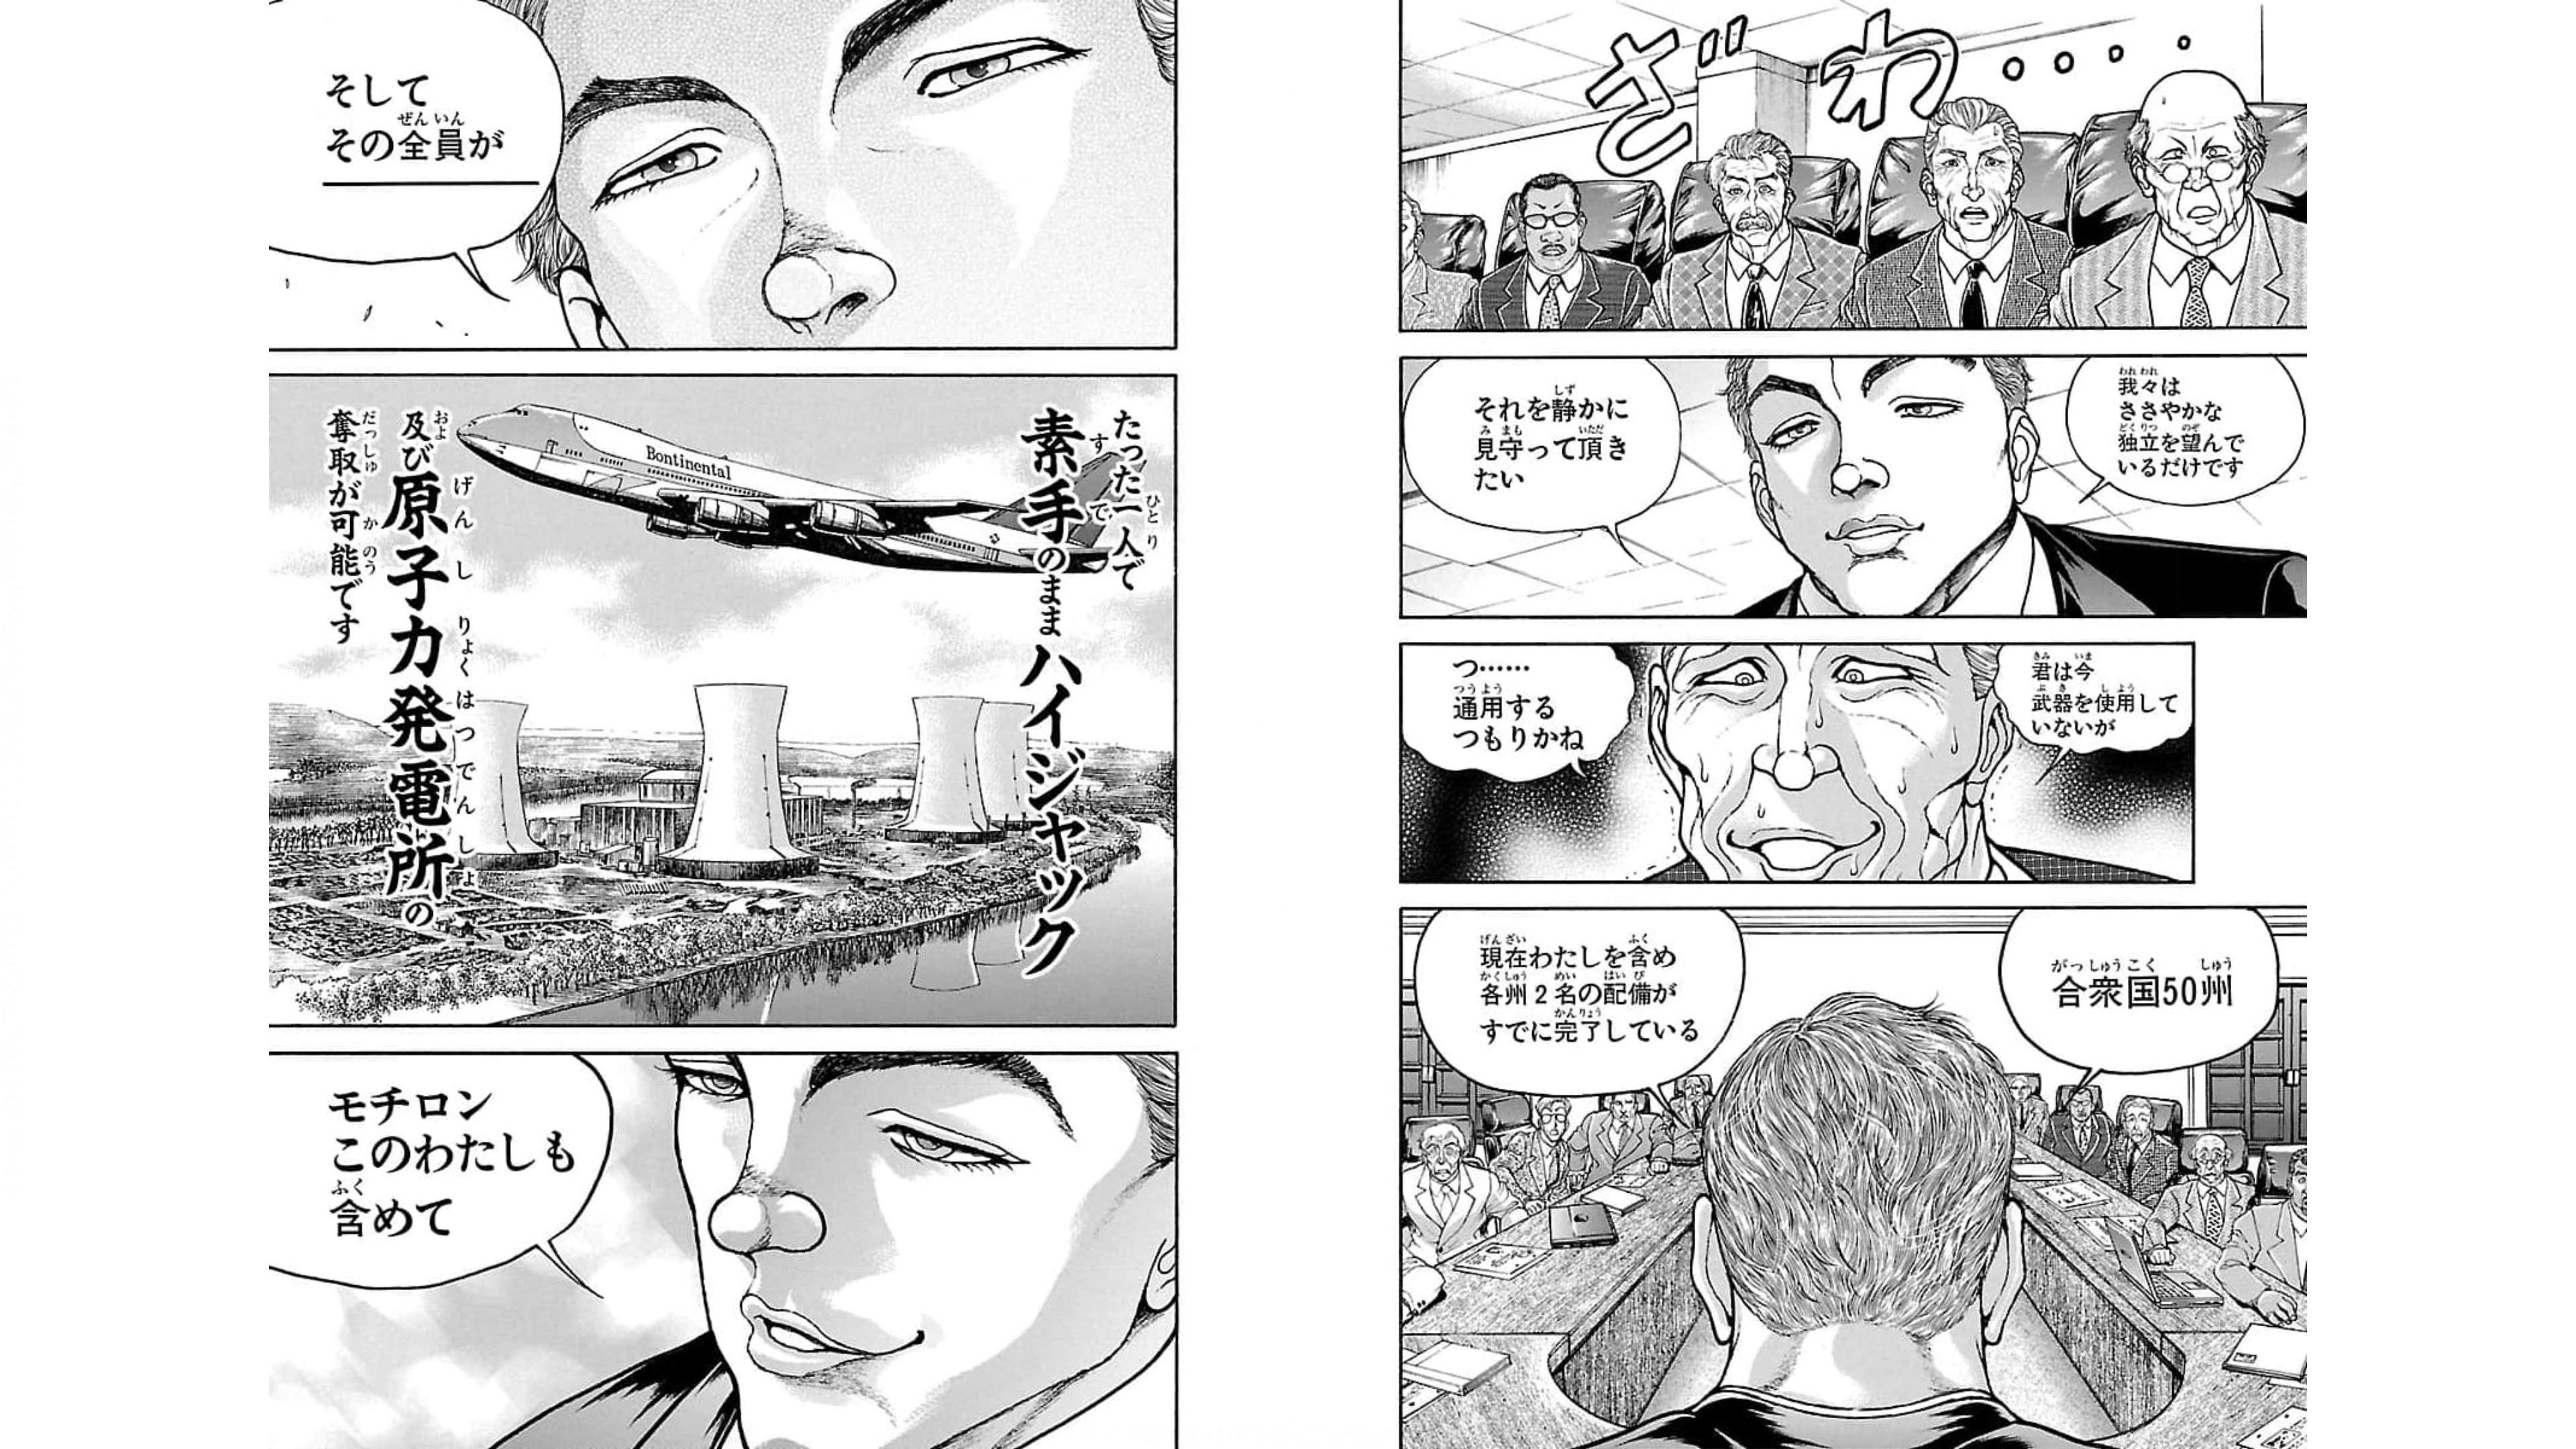 ざわ・・・・
我々は
ささやかな
独立を望んで
いるだけです
それを静かに
見守って頂き
たい
君は今
武器を使用して
いないが
つ……
通用する
つもりかね
合衆国50州
現在わたしを含め
各州2名の配備が
すでに完了している
そして
その全員が
たった一人で
素手のままハイジャック
Bontinental
及び原子力発電所の
奪取が可能です
モチロン
このわたしも
含めて